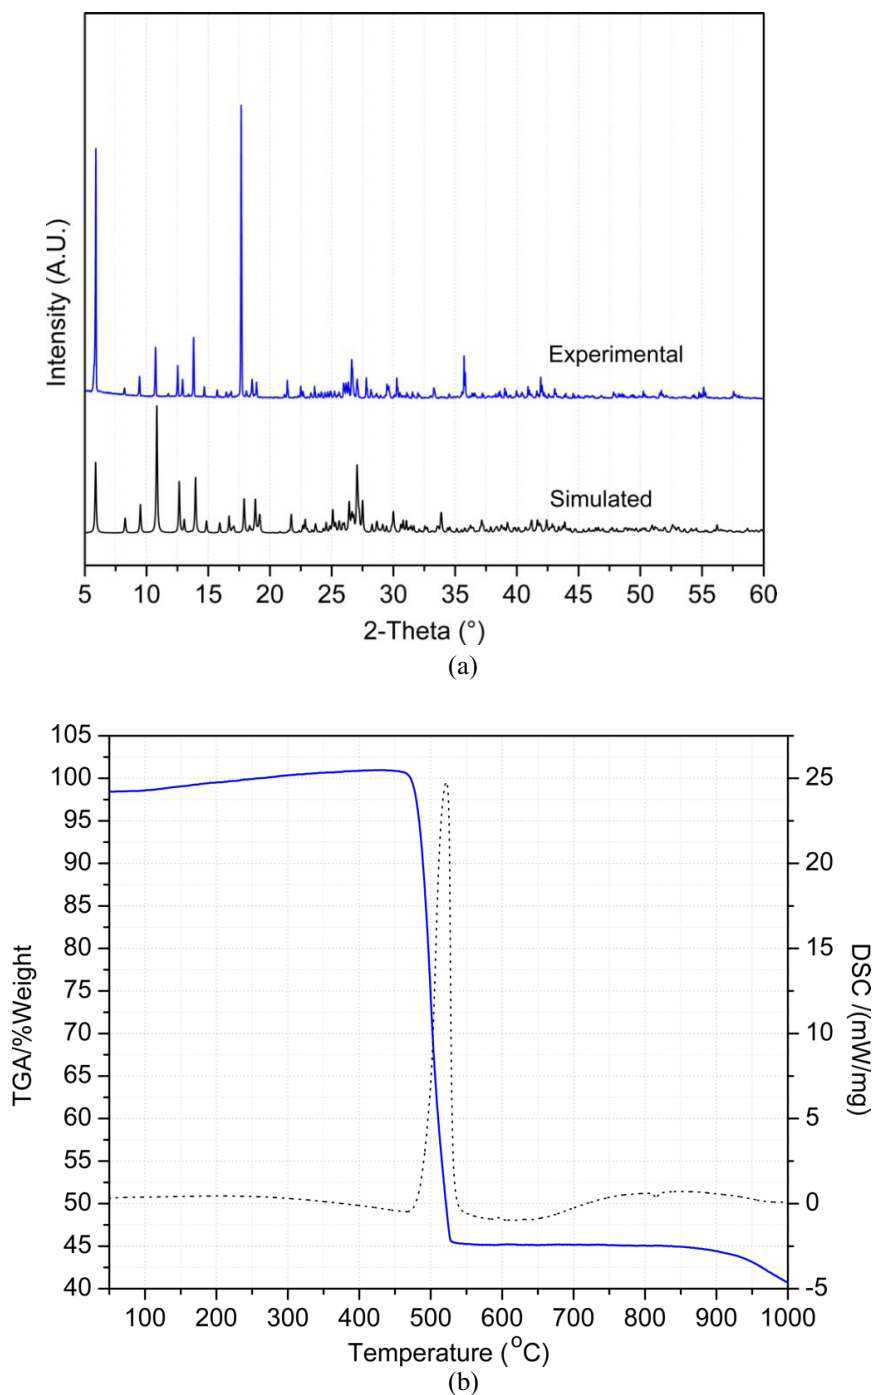 Intensity (A.U.)
Experimental
Simulated
5 10 15 20 25 30 35 40 45 50 55 60
2-Theta (°)
(a)
105
100
95
90
85
80
75
70
65
60
55
50
45
40
TGA/%Weight
25
20
15
10
5
0
-5
DSC /(mW/mg)
100 200 300 400 500 600 700 800 900 1000
Temperature (°C)
(b)